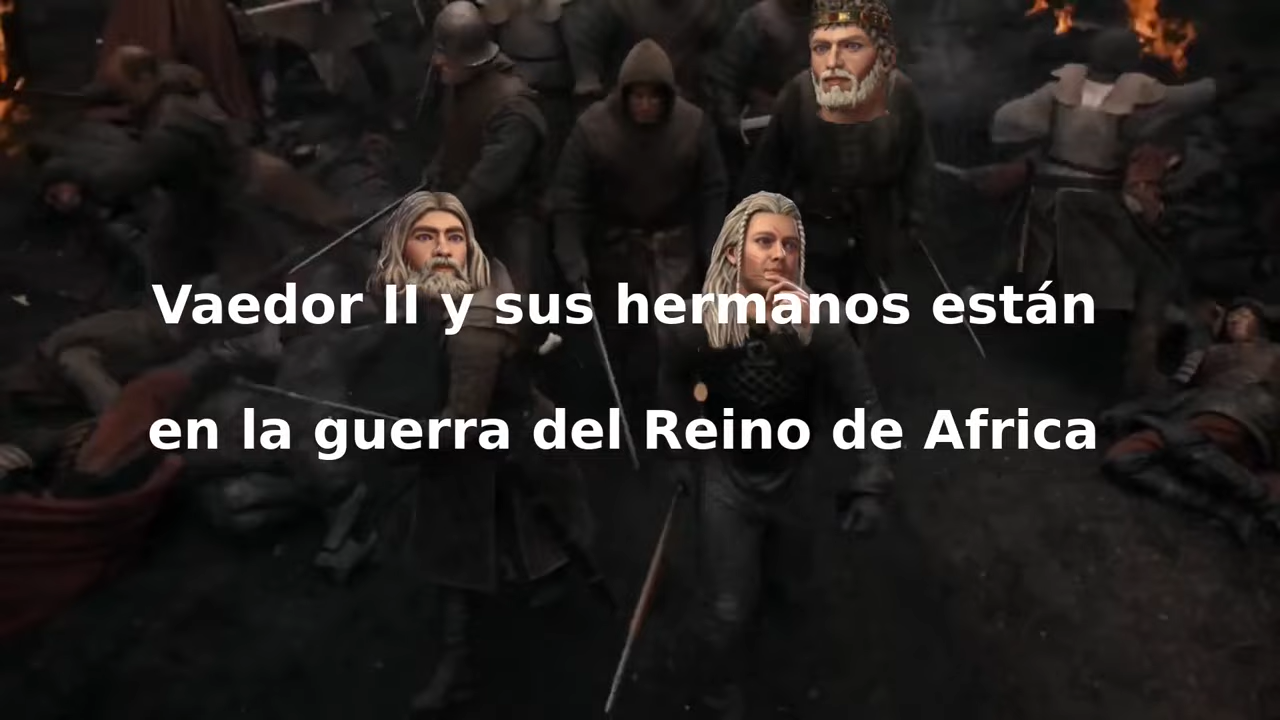 Vaedor II y sus hermanos están
en la guerra del Reino de Africa